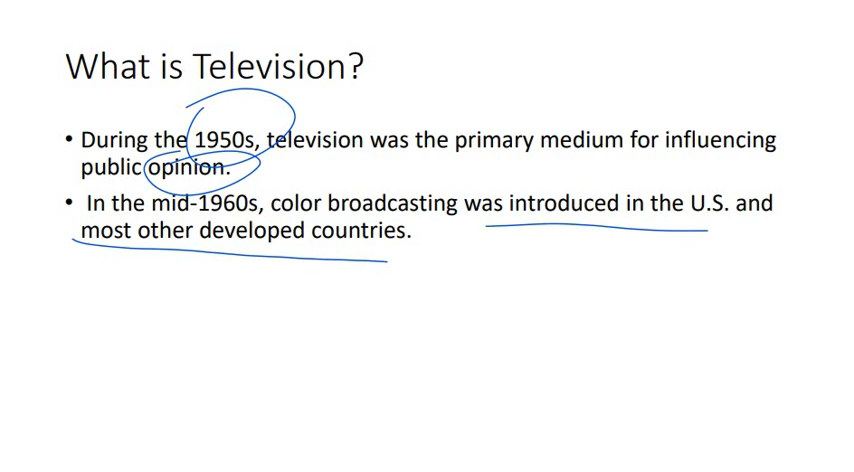 What is Television?
• During the 1950s, television was the primary medium for influencing
public opinion.
• In the mid-1960s, color broadcasting was introduced in the U.S. and
most other developed countries.